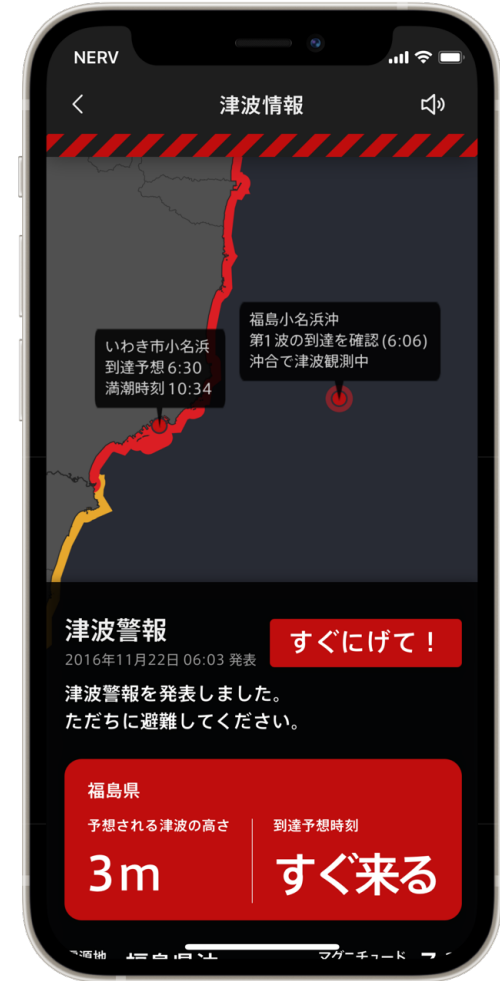 NERV
津波情報
福島小名浜沖
第1波の到達を確認(6:06)
沖合で津波観測中
いわき市小名浜
到達予想6:30
満潮時刻10:34
津波警報
2016年11月22日 06:03 発表
すぐにげて！
津波警報を発表しました。
ただちに避難してください。
福島県
予想される津波の高さ
3m
到達予想時刻
すぐ来る
マグニチュード